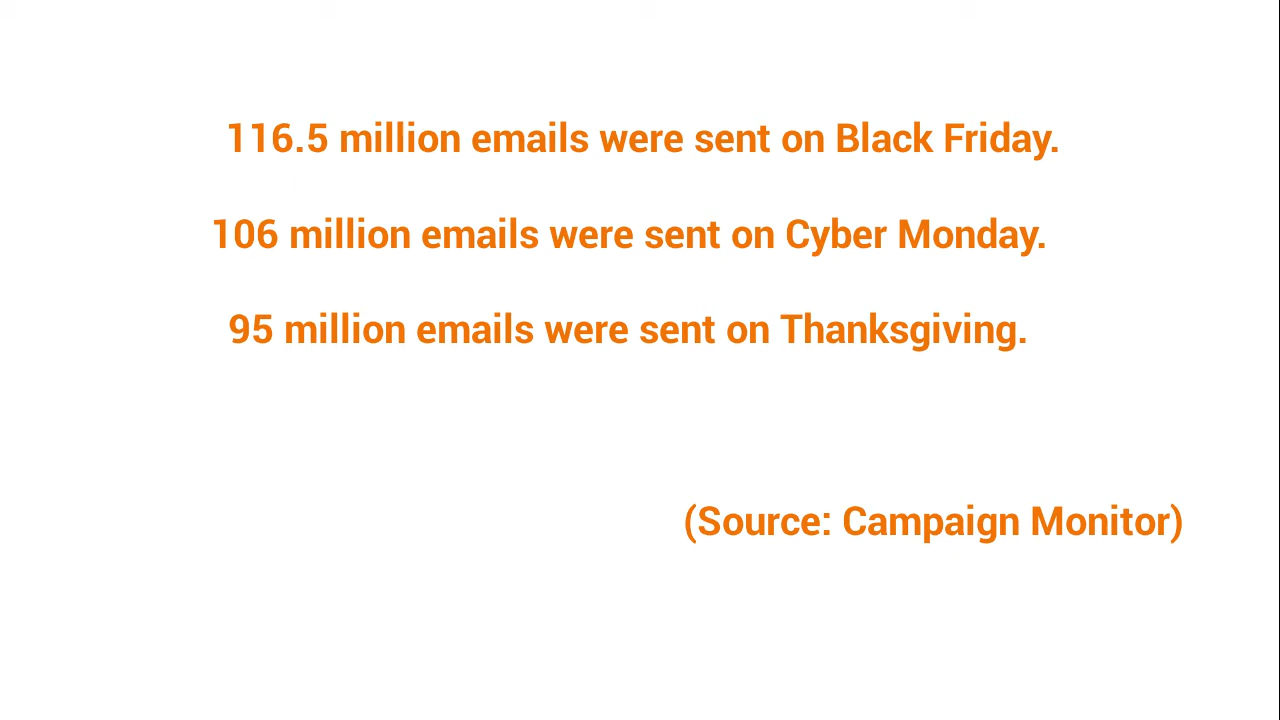 116.5 million emails were sent on Black Friday.
106 million emails were sent on Cyber Monday.
95 million emails were sent on Thanksgiving.
(Source: Campaign Monitor)